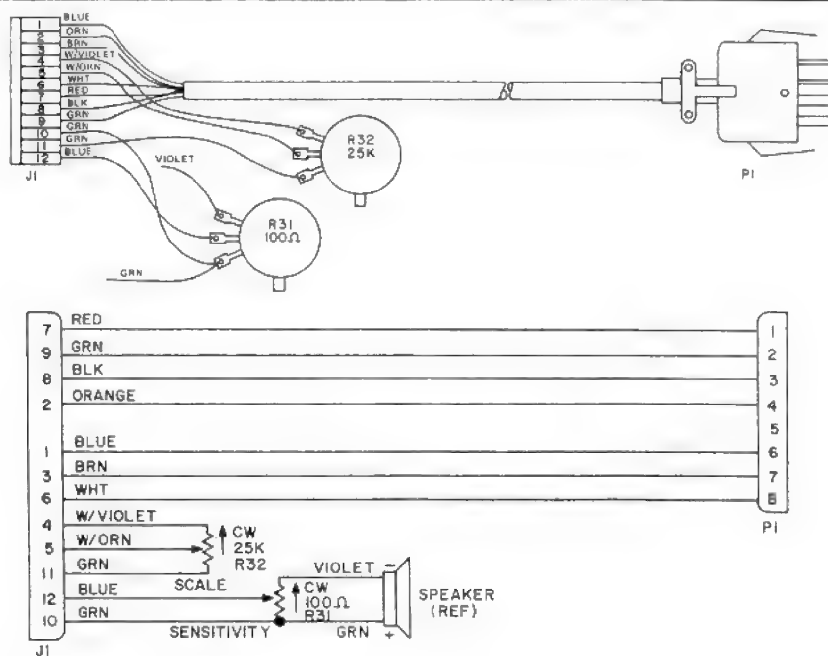 1 BLUE
2 ORN
3 BRN
4 W/VIOLET
5 W/ORN
6 WHT
7 RED
8 BLK
9 GRN
10 GRN
11 GRN
12 BLUE
J1
VIOLET
GRN
R32
25K
R31
100Ω
P1
7 RED 1
9 GRN 2
8 BLK 3
2 ORANGE 4
5
1 BLUE 6
3 BRN 7
6 WHT 8
P1
4 W/VIOLET
5 W/ORN
CW
25K
R32
11 GRN
SCALE
12 BLUE
10 GRN
SENSITIVITY
VIOLET −
CW
100Ω
R31
GRN +
SPEAKER
(REF)
J1